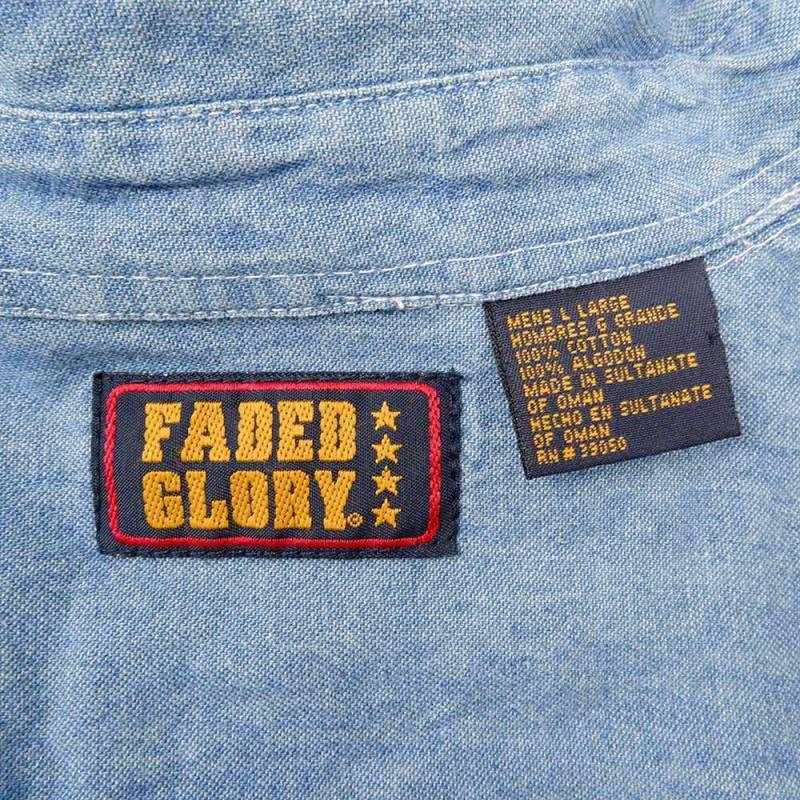 FADED
GLORY®
MENS L LARGE
HOMBRES G GRANDE
100% COTTON
100% ALGODON
MADE IN SULTANATE
OF OMAN
HECHO EN SULTANATE
OF OMAN
RN# 39050